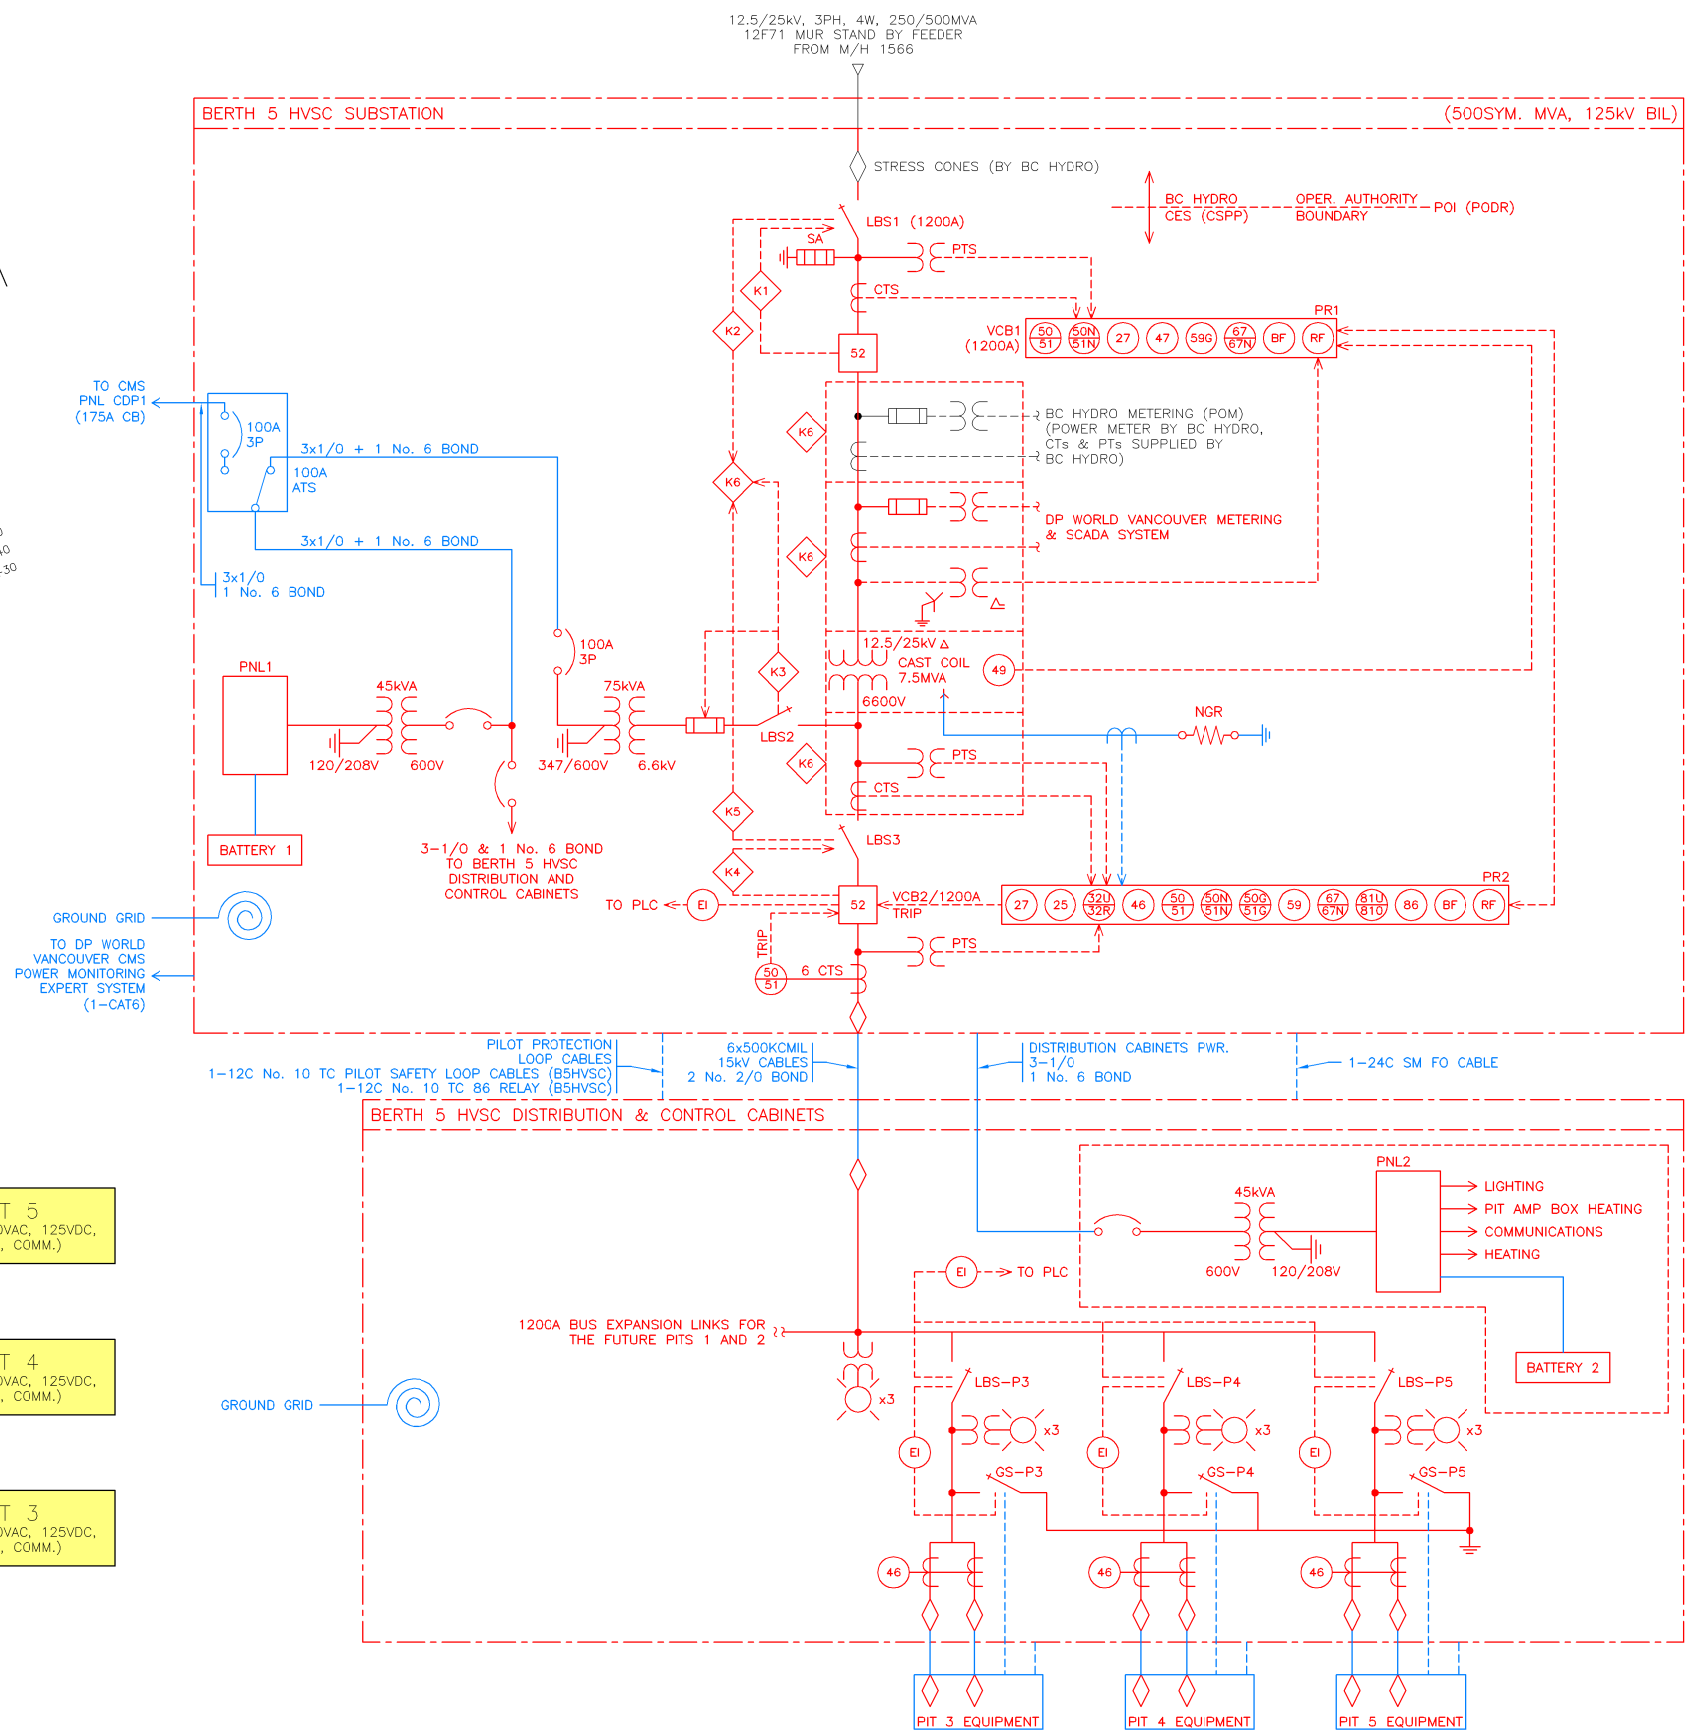 12.5/25kV, 3PH, 4W, 250/500MVA
12F71 MUR STAND BY FEEDER
FROM M/H 1566
BERTH 5 HVSC SUBSTATION
(500SYM. MVA, 125kV BIL)
STRESS CONES (BY BC HYDRO)
BC HYDRO
CES (CSPP)
OPER. AUTHORITY
BOUNDARY
POI (PODR)
LBS1 (1200A)
SA
PTS
K1
CTS
K2
PR1
VCB1
(1200A)
50
51
50N
51N
27
47
59G
67
67N
BF
RF
52
TO CMS
PNL CDP1
(175A CB)
100A
3P
3x1/0 + 1 No. 6 BOND
100A
ATS
K6
BC HYDRO METERING (POM)
(POWER METER BY BC HYDRO,
CTs & PTs SUPPLIED BY
BC HYDRO)
K6
DP WORLD VANCOUVER METERING
& SCADA SYSTEM
3x1/0 + 1 No. 6 BOND
K6
3x1/0
1 No. 6 BOND
100A
3P
12.5/25kV
CAST COIL
7.5MVA
49
6600V
PNL1
45kVA
75kVA
K3
LBS2
NGR
120/208V
600V
347/600V
6.6kV
K6
PTS
CTS
K5
BATTERY 1
3-1/0 & 1 No. 6 BOND
TO BERTH 5 HVSC
DISTRIBUTION AND
CONTROL CABINETS
LBS3
K4
PR2
TO PLC
EI
52
VCB2/1200A
TRIP
27
25
32U
32R
46
50
51
50N
51N
50G
51G
59
67
67N
81U
81O
86
BF
RF
GROUND GRID
TO DP WORLD
VANCOUVER CMS
POWER MONITORING
EXPERT SYSTEM
(1-CAT6)
TRIP
PTS
50
51
6 CTS
PILOT PROTECTION
LOOP CABLES
1-12C No. 10 TC PILOT SAFETY LOOP CABLES (B5HVSC)
1-12C No. 10 TC 86 RELAY (B5HVSC)
6x500KCMIL
15kV CABLES
2 No. 2/0 BOND
DISTRIBUTION CABINETS PWR.
3-1/0
1 No. 6 BOND
1-24C SM FO CABLE
BERTH 5 HVSC DISTRIBUTION & CONTROL CABINETS
PNL2
45kVA
LIGHTING
PIT AMP BOX HEATING
COMMUNICATIONS
HEATING
600V
120/208V
EI
TO PLC
1200A BUS EXPANSION LINKS FOR
THE FUTURE PITS 1 AND 2
BATTERY 2
x3
LBS-P3
LBS-P4
LBS-P5
x3
x3
x3
EI
EI
EI
GS-P3
GS-P4
GS-P5
GROUND GRID
46
46
46
PIT 3 EQUIPMENT
PIT 4 EQUIPMENT
PIT 5 EQUIPMENT
T 5
0VAC, 125VDC,
, COMM.)
T 4
0VAC, 125VDC,
, COMM.)
T 3
0VAC, 125VDC,
, COMM.)